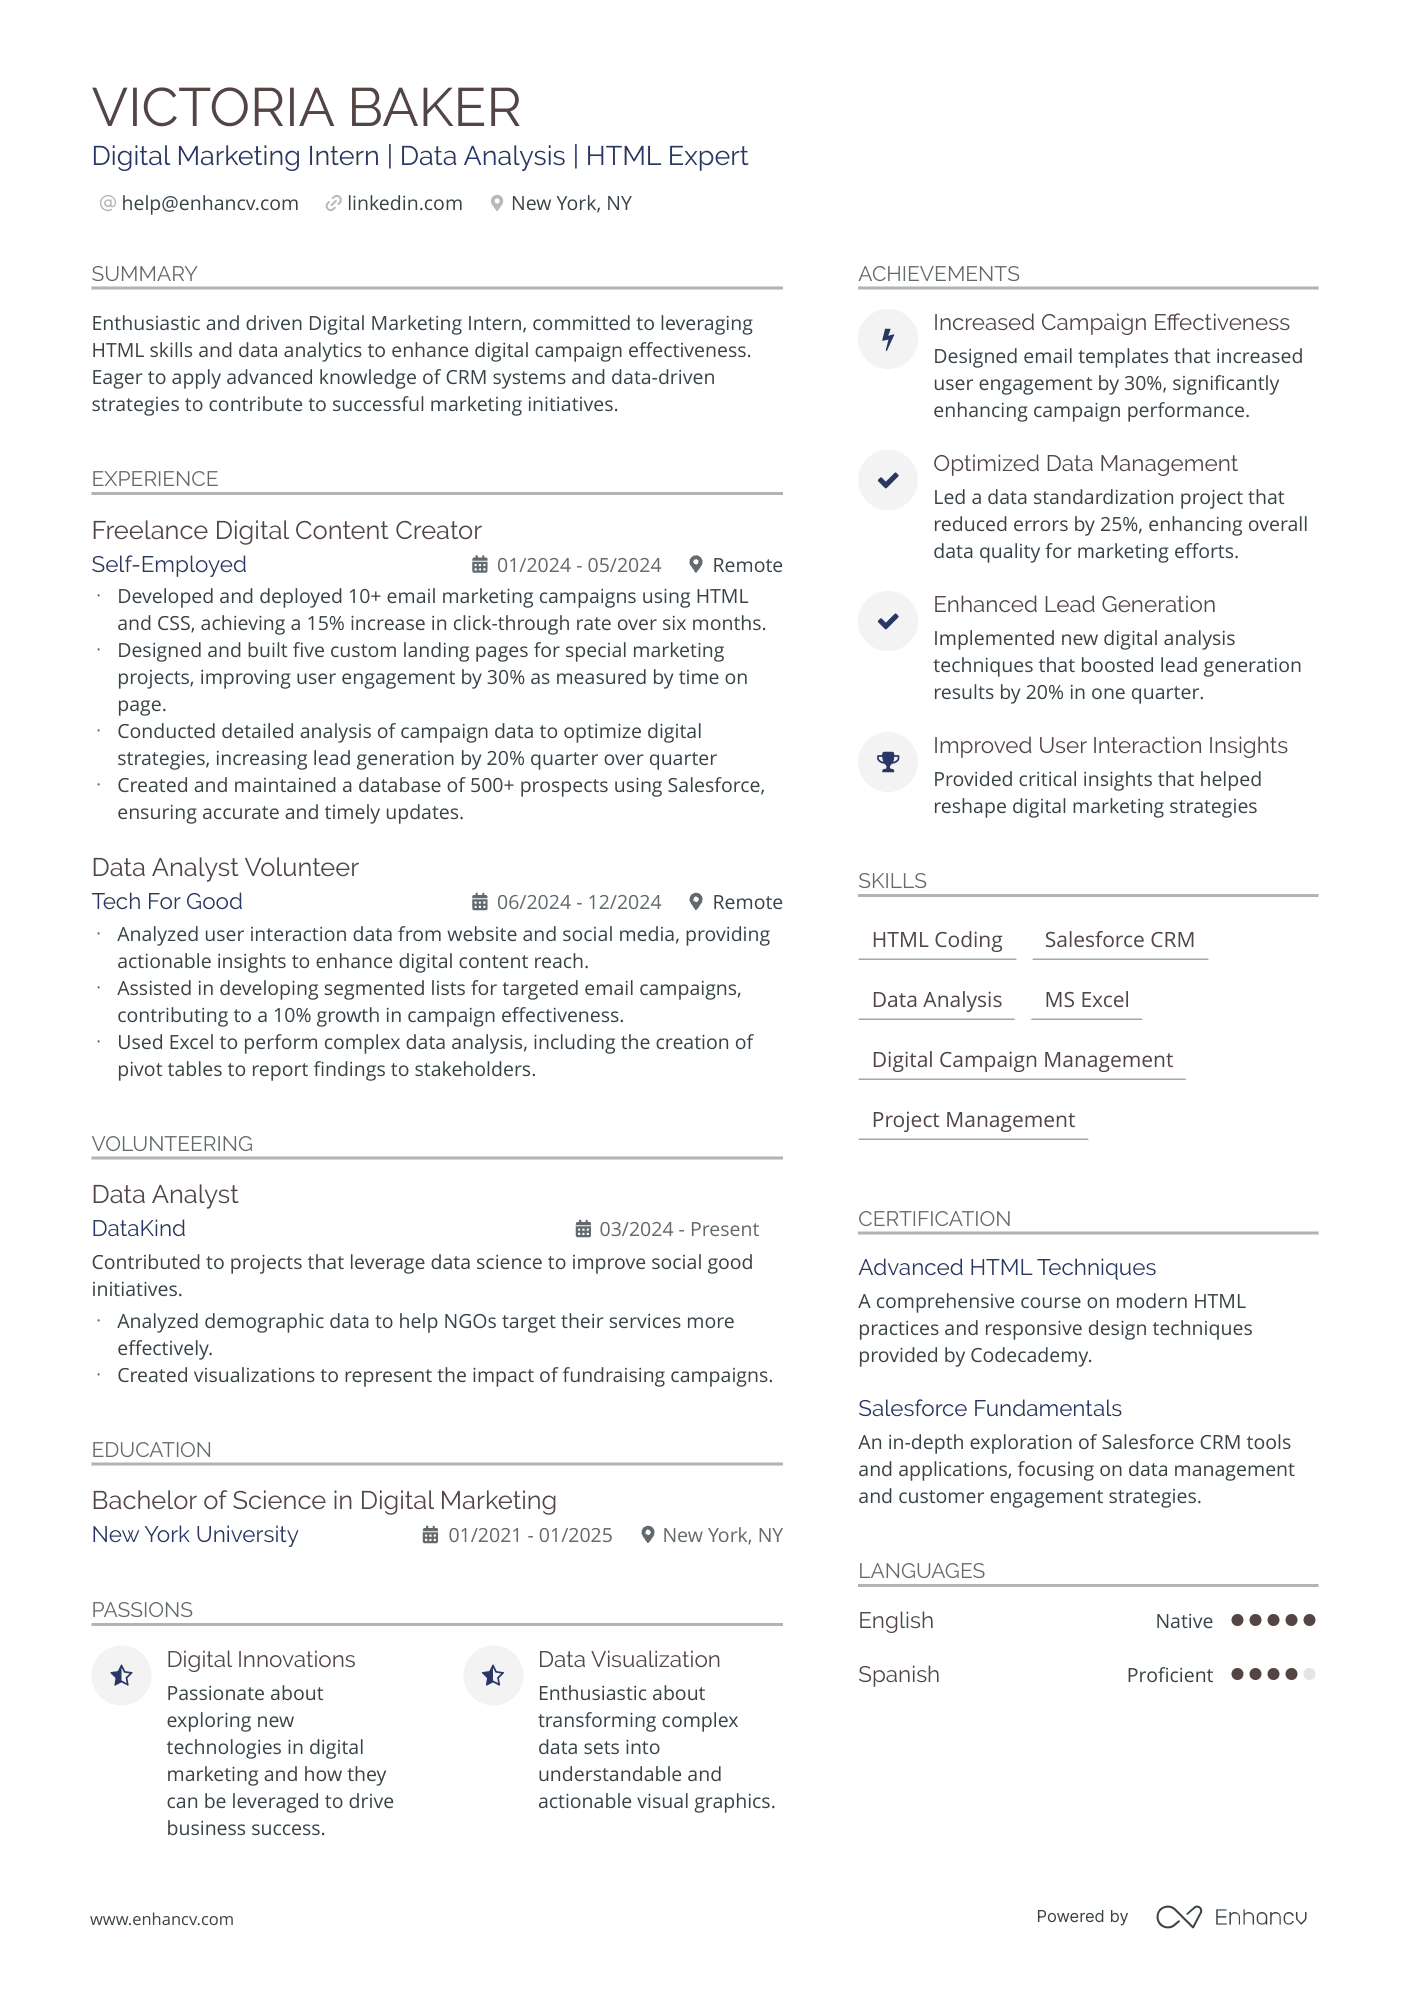 VICTORIA BAKER
Digital Marketing Intern | Data Analysis | HTML Expert
help@enhancv.com linkedin.com New York, NY
SUMMARY
Enthusiastic and driven Digital Marketing Intern, committed to leveraging
HTML skills and data analytics to enhance digital campaign effectiveness.
Eager to apply advanced knowledge of CRM systems and data-driven
strategies to contribute to successful marketing initiatives.
EXPERIENCE
Freelance Digital Content Creator
Self-Employed 01/2024 - 05/2024 Remote
· Developed and deployed 10+ email marketing campaigns using HTML
and CSS, achieving a 15% increase in click-through rate over six months.
· Designed and built five custom landing pages for special marketing
projects, improving user engagement by 30% as measured by time on
page.
· Conducted detailed analysis of campaign data to optimize digital
strategies, increasing lead generation by 20% quarter over quarter
· Created and maintained a database of 500+ prospects using Salesforce,
ensuring accurate and timely updates.
Data Analyst Volunteer
Tech For Good 06/2024 - 12/2024 Remote
· Analyzed user interaction data from website and social media, providing
actionable insights to enhance digital content reach.
· Assisted in developing segmented lists for targeted email campaigns,
contributing to a 10% growth in campaign effectiveness.
· Used Excel to perform complex data analysis, including the creation of
pivot tables to report findings to stakeholders.
VOLUNTEERING
Data Analyst
DataKind 03/2024 - Present
Contributed to projects that leverage data science to improve social good
initiatives.
· Analyzed demographic data to help NGOs target their services more
effectively.
· Created visualizations to represent the impact of fundraising campaigns.
EDUCATION
Bachelor of Science in Digital Marketing
New York University 01/2021 - 01/2025 New York, NY
PASSIONS
Digital Innovations
Passionate about
exploring new
technologies in digital
marketing and how they
can be leveraged to drive
business success.
Data Visualization
Enthusiastic about
transforming complex
data sets into
understandable and
actionable visual graphics.
ACHIEVEMENTS
Increased Campaign Effectiveness
Designed email templates that increased
user engagement by 30%, significantly
enhancing campaign performance.
Optimized Data Management
Led a data standardization project that
reduced errors by 25%, enhancing overall
data quality for marketing efforts.
Enhanced Lead Generation
Implemented new digital analysis
techniques that boosted lead generation
results by 20% in one quarter.
Improved User Interaction Insights
Provided critical insights that helped
reshape digital marketing strategies
SKILLS
HTML Coding Salesforce CRM
Data Analysis MS Excel
Digital Campaign Management
Project Management
CERTIFICATION
Advanced HTML Techniques
A comprehensive course on modern HTML
practices and responsive design techniques
provided by Codecademy.
Salesforce Fundamentals
An in-depth exploration of Salesforce CRM tools
and applications, focusing on data management
and customer engagement strategies.
LANGUAGES
English Native
Spanish Proficient
www.enhancv.com
Powered by Enhancv